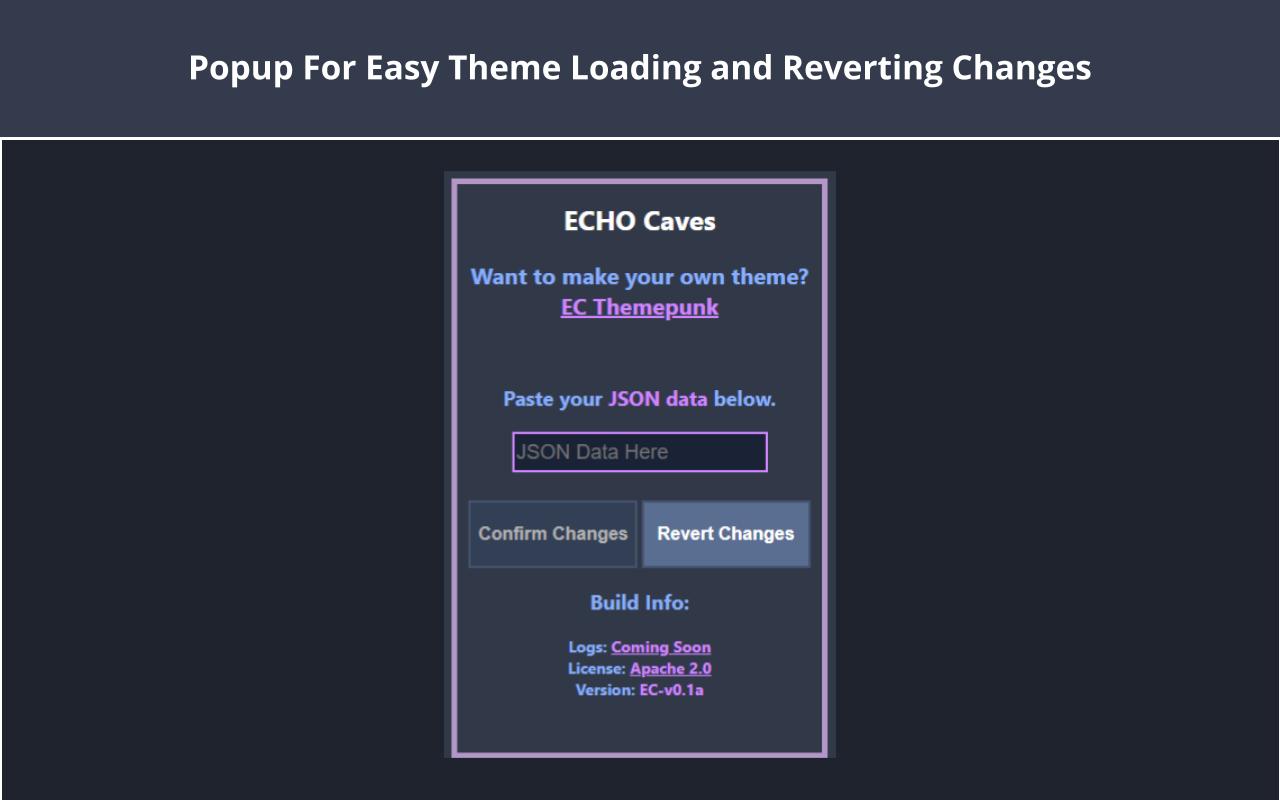 Popup For Easy Theme Loading and Reverting Changes
ECHO Caves
Want to make your own theme?
EC Themepunk
Paste your JSON data below.
JSON Data Here
Confirm Changes
Revert Changes
Build Info:
Logs: Coming Soon
License: Apache 2.0
Version: EC-v0.1a